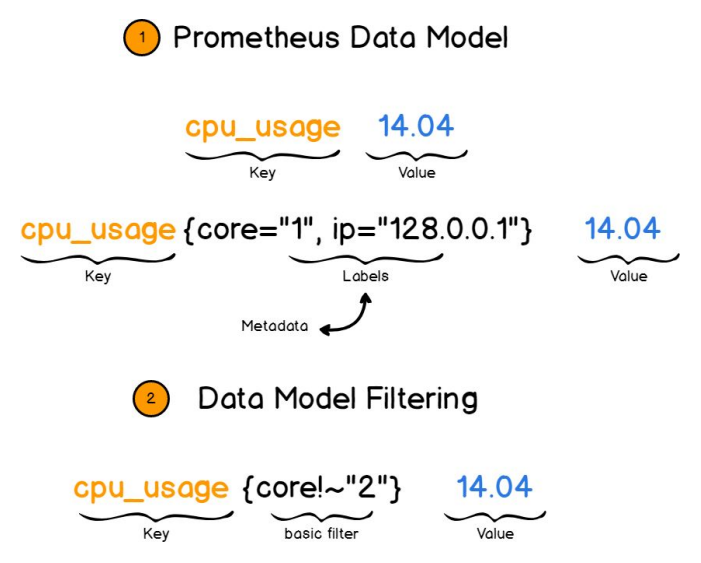 1 Prometheus Data Model
cpu_usage 14.04
Key Value
cpu_usage {core="1", ip="128.0.0.1"} 14.04
Key Labels Value
Metadata
2 Data Model Filtering
cpu_usage {core!~"2"} 14.04
Key basic filter Value